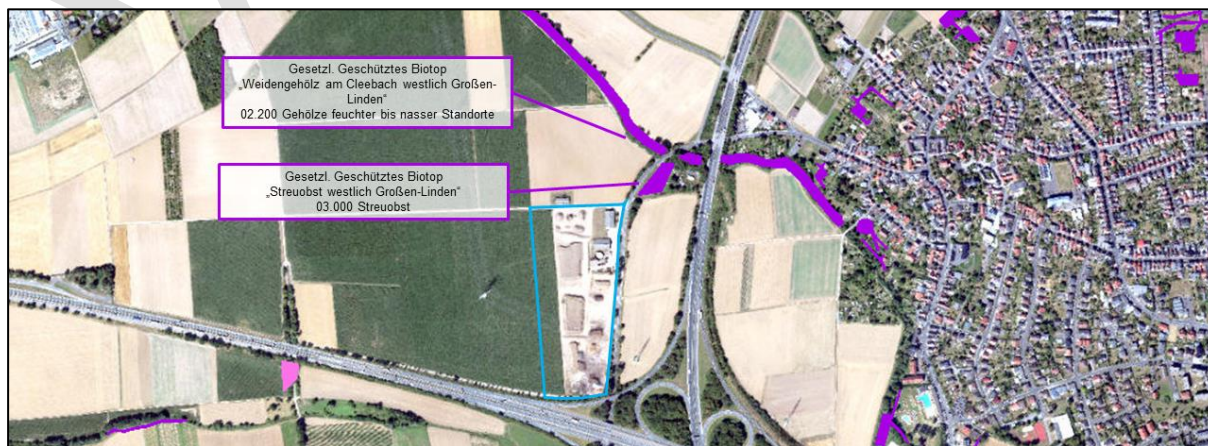 Gesetzl. Geschütztes Biotop
„Weidengehölz am Cleebach westlich Großen-
Linden“
02.200 Gehölze feuchter bis nasser Standorte
Gesetzl. Geschütztes Biotop
„Streuobst westlich Großen-Linden“
03.000 Streuobst